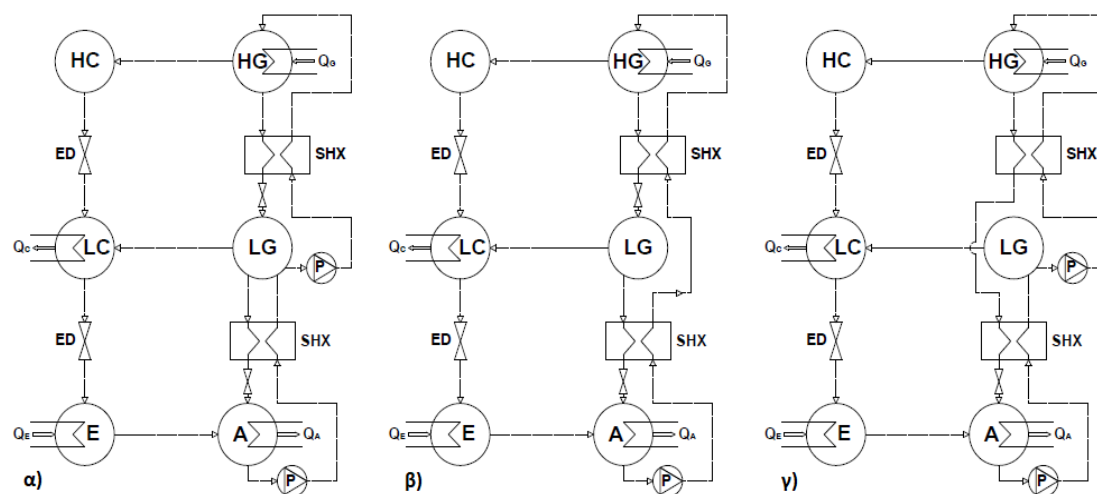 HC HG QG
ED SHX
QC LC LG P
ED SHX
QE E A QA
P
α)
HC HG QG
ED SHX
QC LC LG
ED SHX
QE E A QA
P
β)
HC HG QG
ED SHX
QC LC LG P
ED SHX
QE E A QA
P
γ)